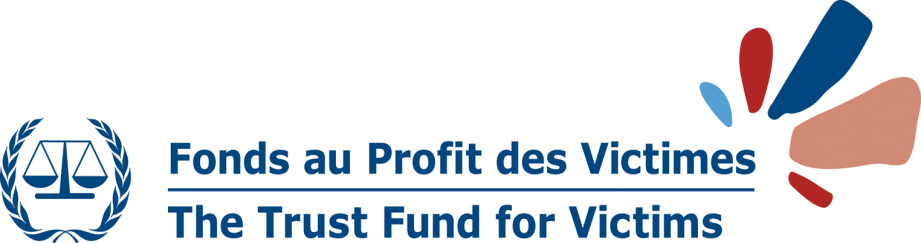 Fonds au Profit des Victimes
The Trust Fund for Victims